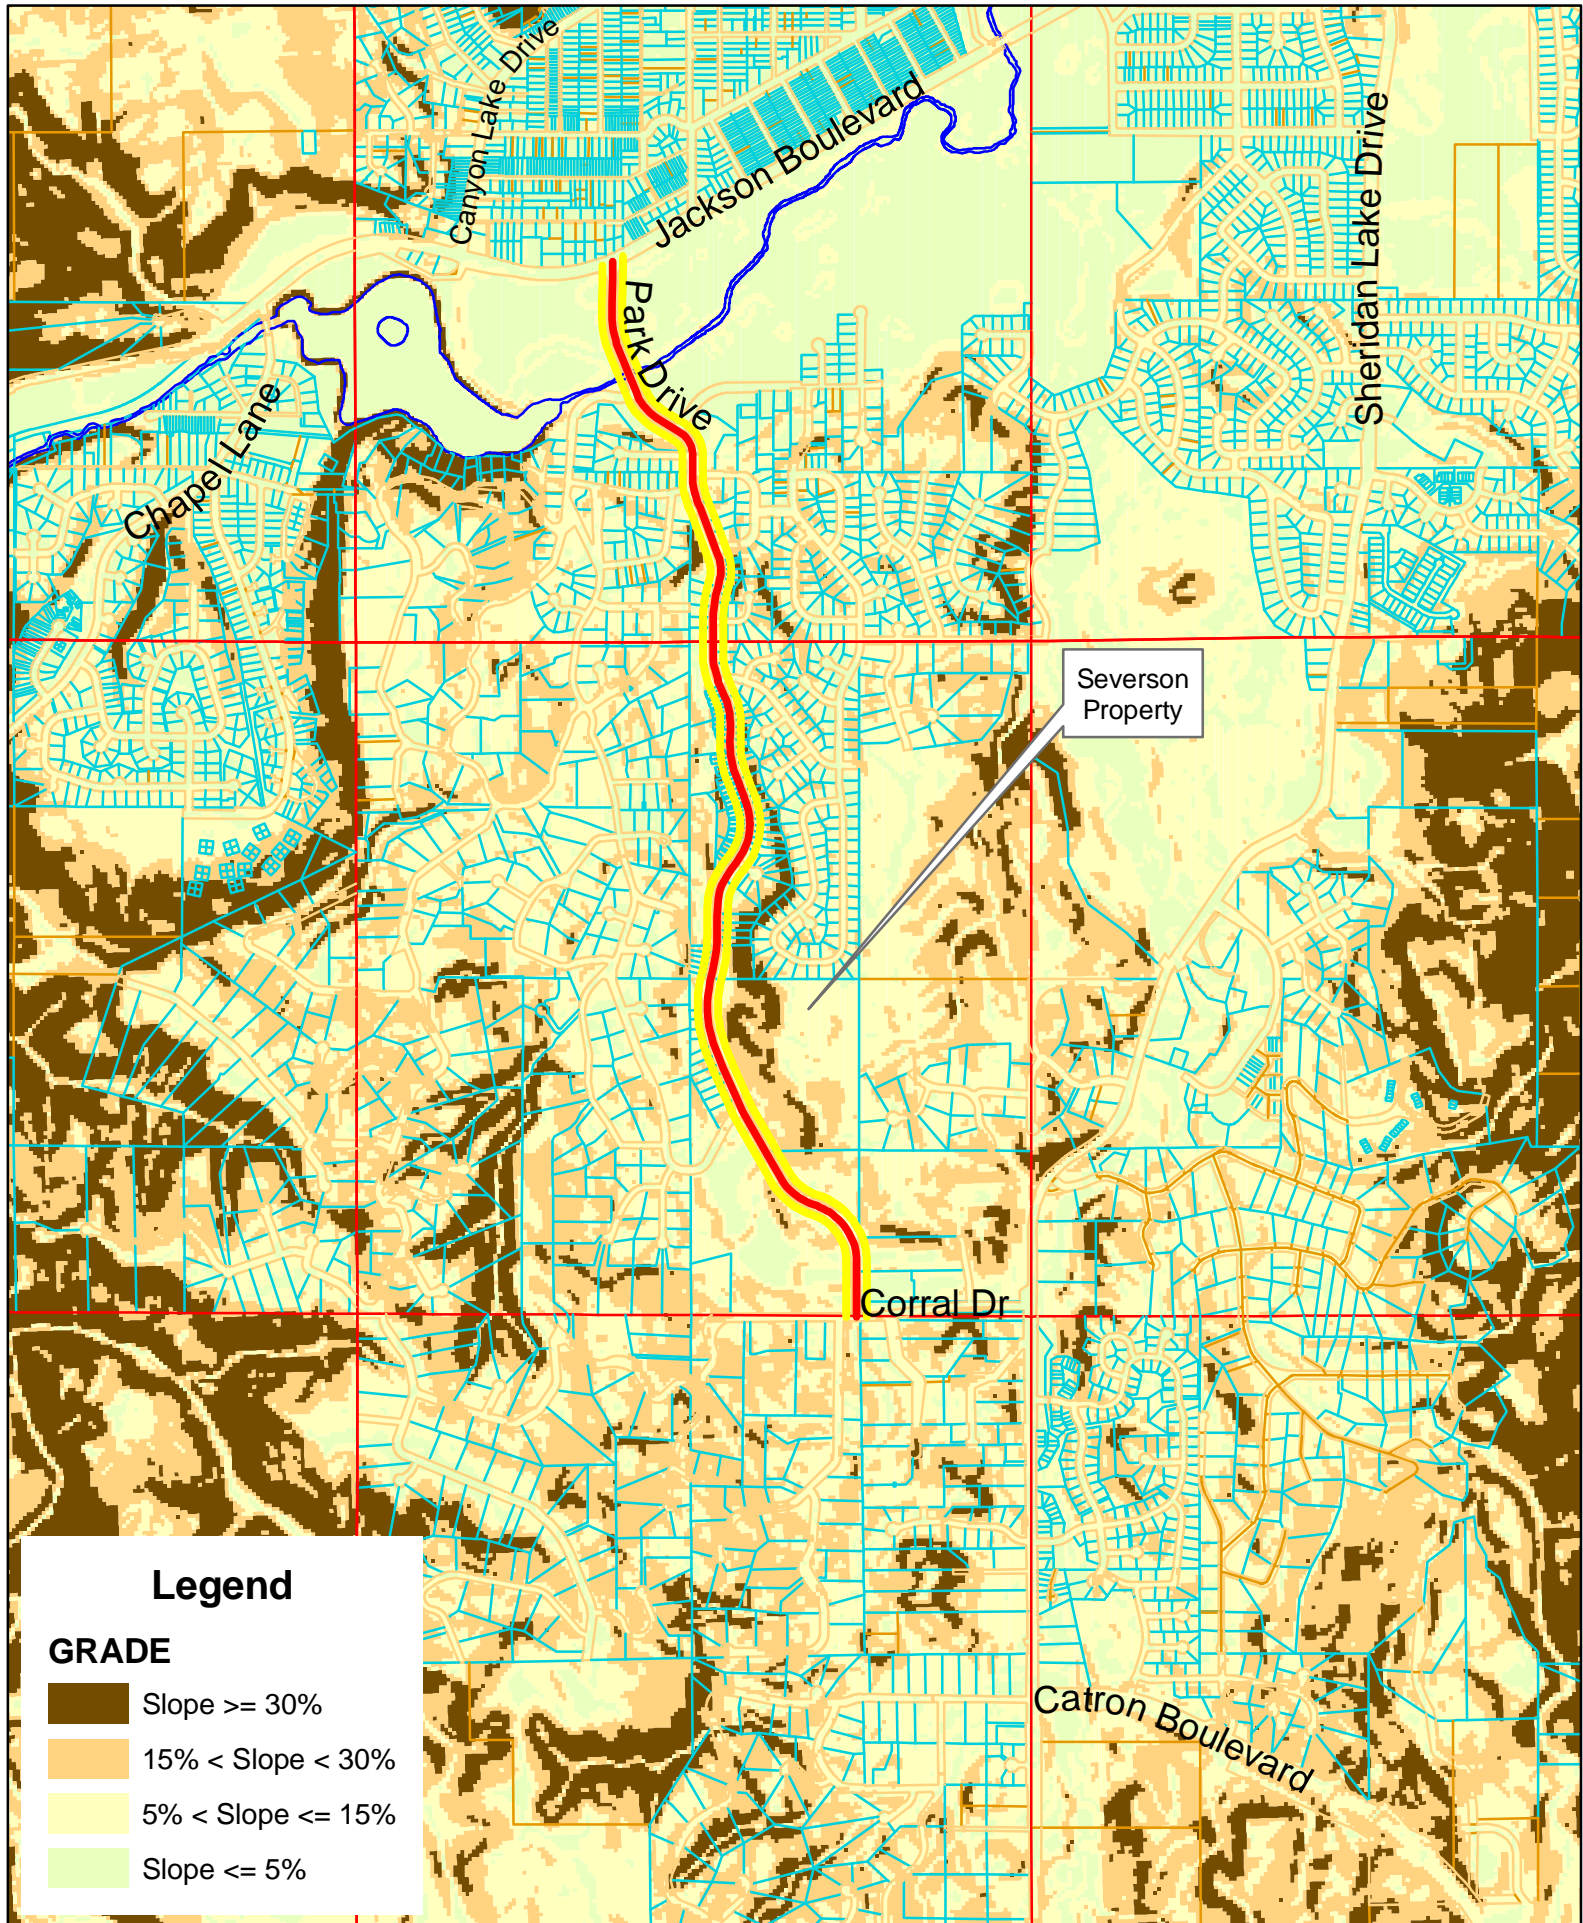 Canyon Lake Drive
Jackson Boulevard
Sheridan Lake Drive
Park Drive
Chapel Lane
Severson
Property
Corral Dr
Catron Boulevard
Legend
GRADE
Slope >= 30%
15% < Slope < 30%
5% < Slope <= 15%
Slope <= 5%